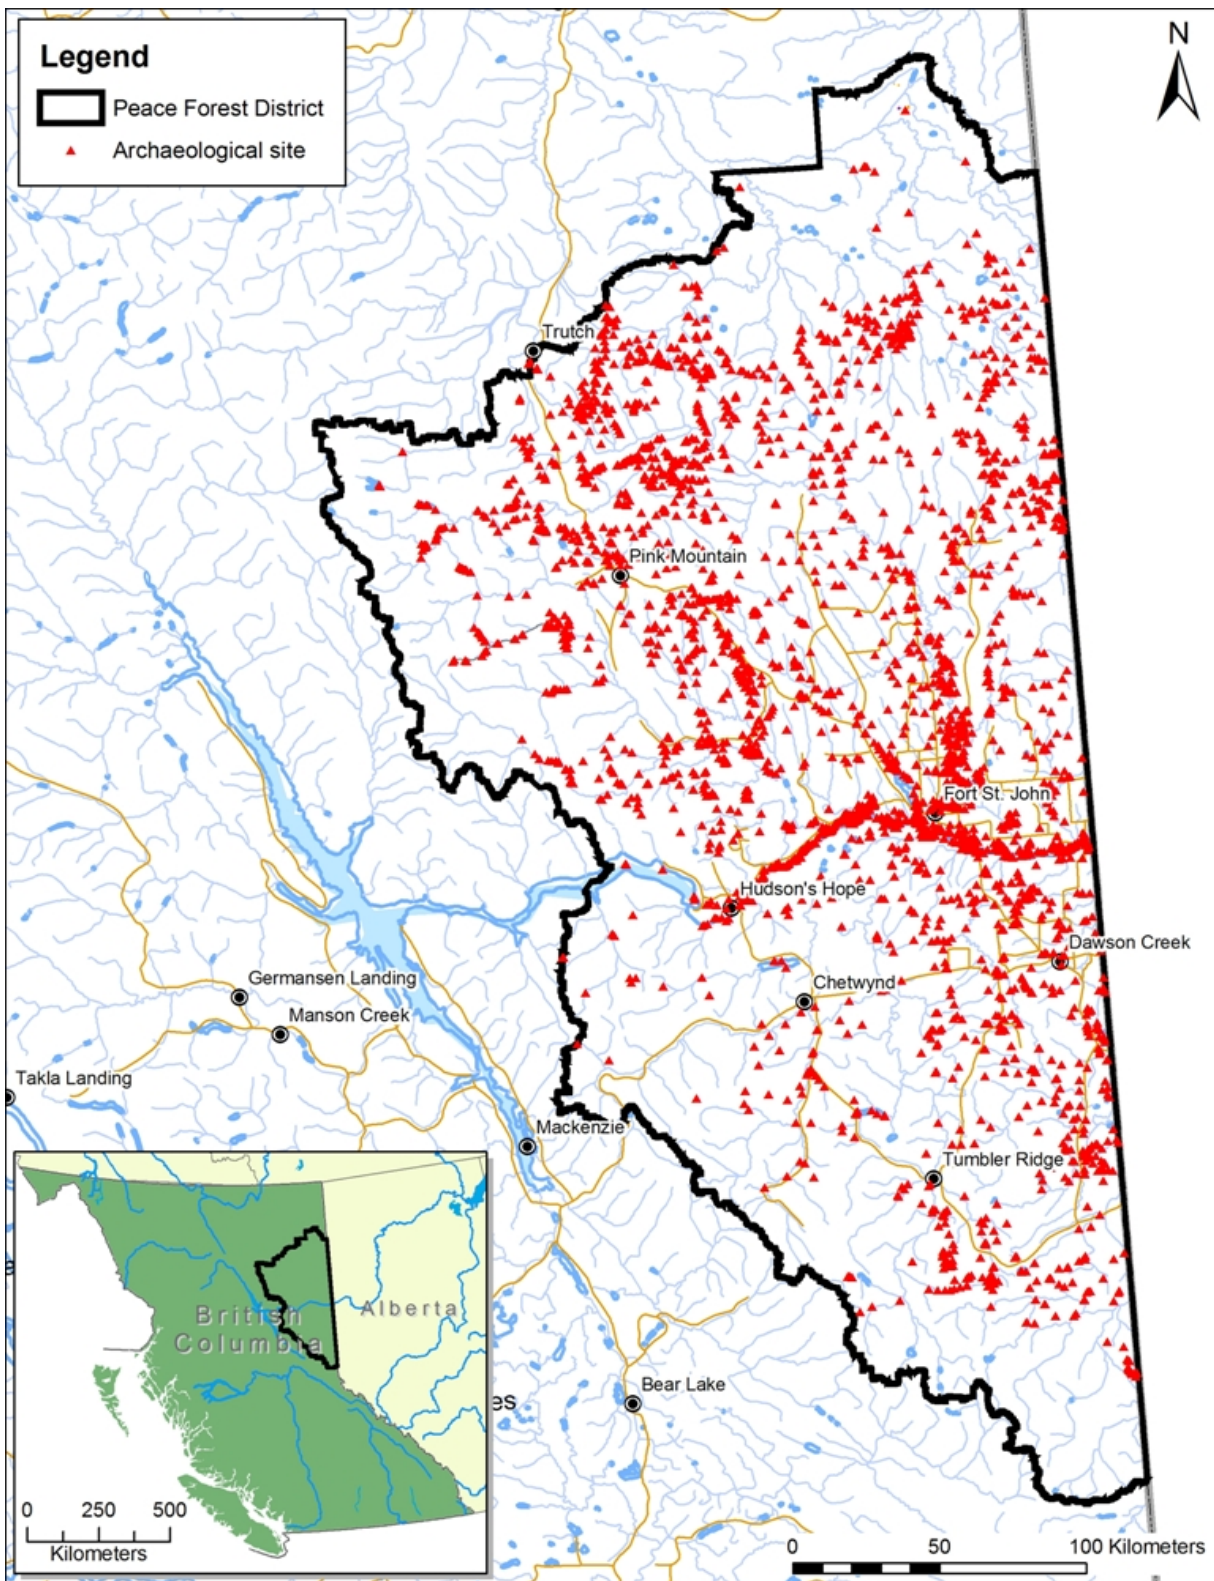 N
Legend
Peace Forest District
Archaeological site
Trutch
Pink Mountain
Fort St. John
Hudson's Hope
Dawson Creek
Chetwynd
Germansen Landing
Manson Creek
Takla Landing
Mackenzie
Tumbler Ridge
Bear Lake
es
British
Columbia
Alberta
0 250 500
Kilometers
0 50 100 Kilometers